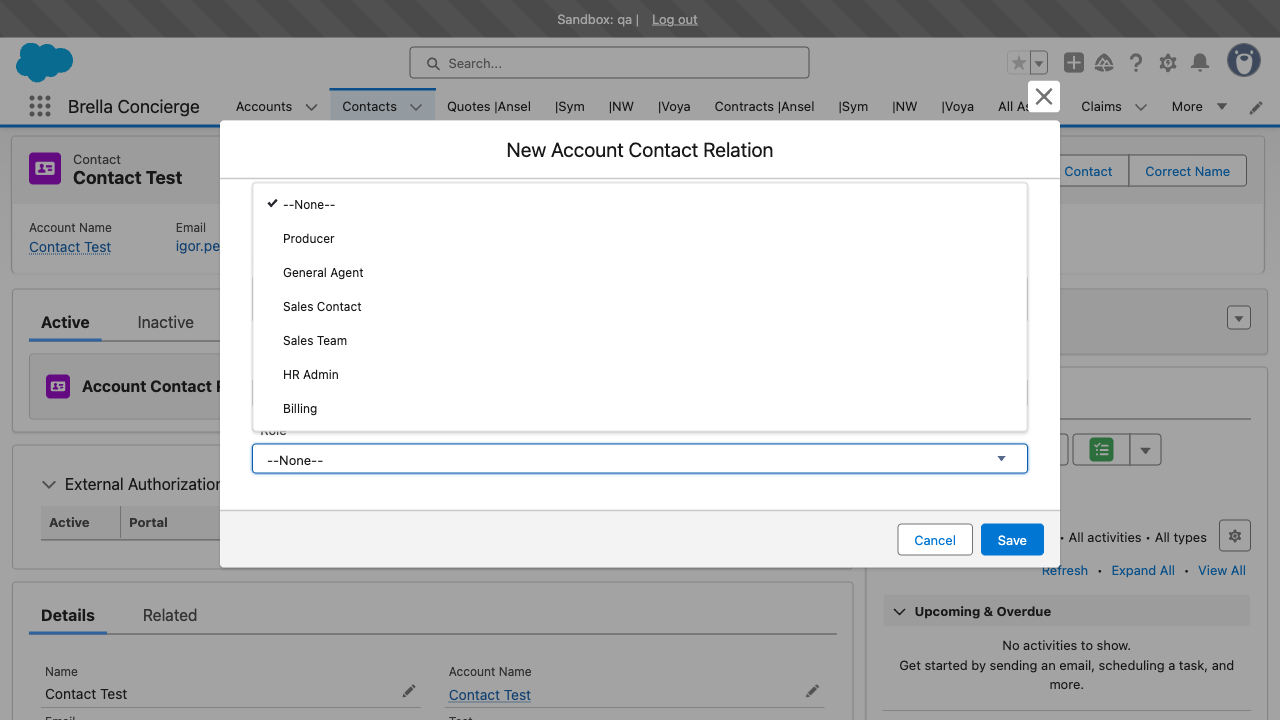 Sandbox: qa | Log out
Search...
Brella Concierge Accounts Contacts Quotes |Ansel |Sym |NW |Voya Contracts |Ansel |Sym |NW |Voya All As Claims More
New Account Contact Relation
Contact
Contact Test
Contact Correct Name
Account Name Email
Contact Test igor.pe
--None--
Producer
General Agent
Sales Contact
Sales Team
HR Admin
Billing
Role
--None--
Cancel Save
Active Inactive
Account Contact R
External Authorization
Active Portal
• All activities • All types
Refresh • Expand All • View All
Upcoming & Overdue
No activities to show.
Get started by sending an email, scheduling a task, and
more.
Details Related
Name Account Name
Contact Test Contact Test
Email